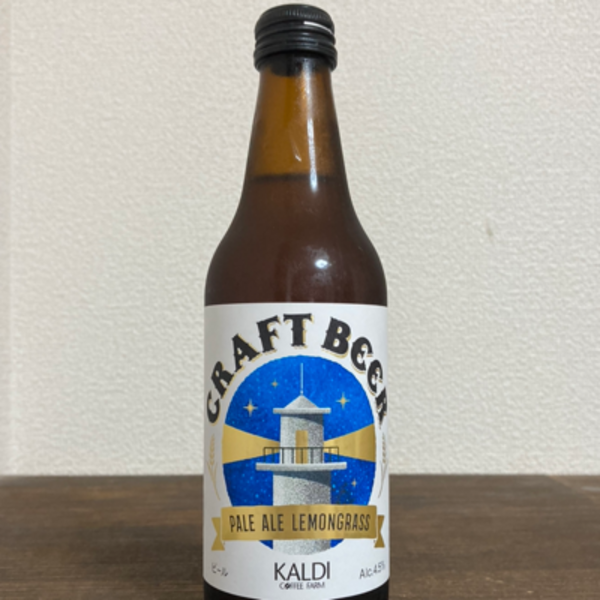 CRAFT BEER
PALE ALE LEMONGRASS
ビール
KALDI
COFFEE FARM
Alc.4.5%